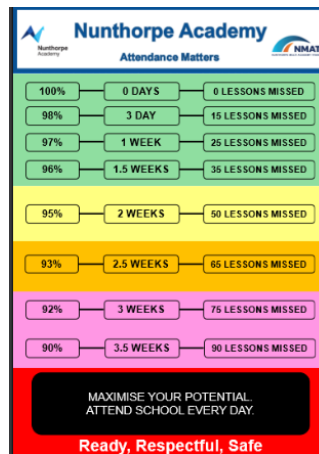 Nunthorpe Academy
Attendance Matters
Nunthorpe
Academy
NMAT
100% 0 DAYS 0 LESSONS MISSED
98% 3 DAY 15 LESSONS MISSED
97% 1 WEEK 25 LESSONS MISSED
96% 1.5 WEEKS 35 LESSONS MISSED
95% 2 WEEKS 50 LESSONS MISSED
93% 2.5 WEEKS 65 LESSONS MISSED
92% 3 WEEKS 75 LESSONS MISSED
90% 3.5 WEEKS 90 LESSONS MISSED
MAXIMISE YOUR POTENTIAL.
ATTEND SCHOOL EVERY DAY.
Ready, Respectful, Safe